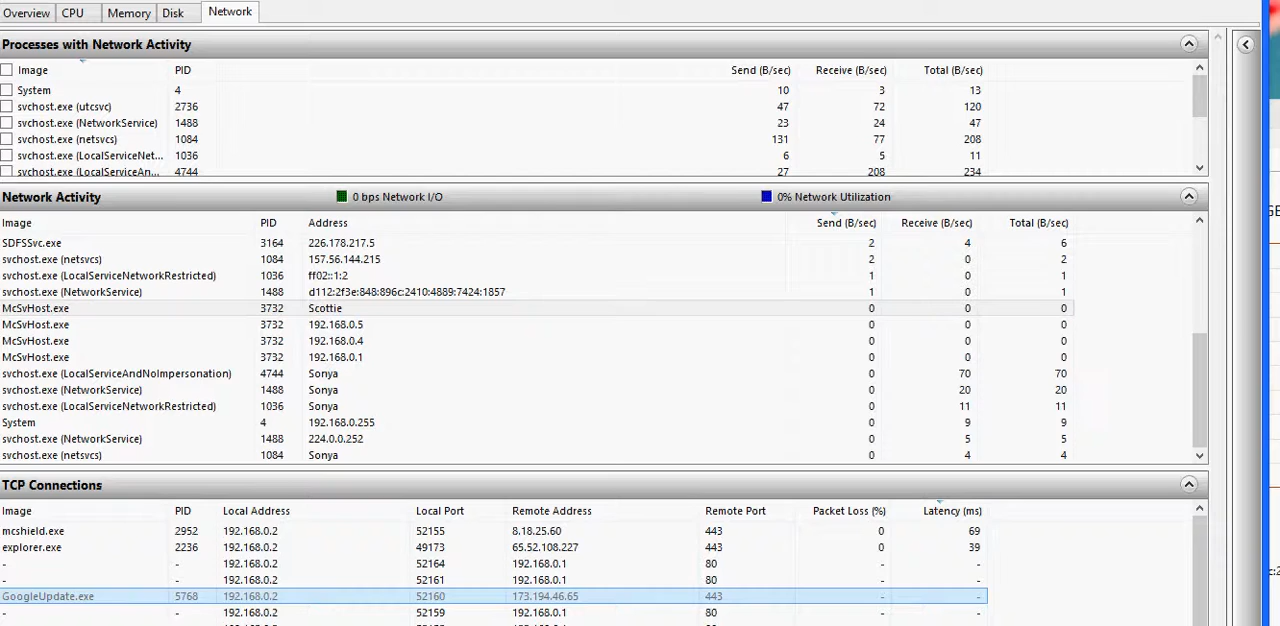 Overview CPU Memory Disk Network
Processes with Network Activity
Image PID Send (B/sec) Receive (B/sec) Total (B/sec)
System 4 10 3 13
svchost.exe (utcsvc) 2736 47 72 120
svchost.exe (NetworkService) 1488 23 24 47
svchost.exe (netsvcs) 1084 131 77 208
svchost.exe (LocalServiceNet... 1036 6 5 11
svchost.exe (LocalServiceAn... 4744 27 208 234
Network Activity 0 bps Network I/O 0% Network Utilization
Image PID Address Send (B/sec) Receive (B/sec) Total (B/sec)
SDFSSvc.exe 3164 226.178.217.5 2 4 6
svchost.exe (netsvcs) 1084 157.56.144.215 2 0 2
svchost.exe (LocalServiceNetworkRestricted) 1036 ff02::1:2 1 0 1
svchost.exe (NetworkService) 1488 d112:2f3e:848:896c:2410:4889:7424:1857 1 0 1
McSvHost.exe 3732 Scottie 0 0 0
McSvHost.exe 3732 192.168.0.5 0 0 0
McSvHost.exe 3732 192.168.0.4 0 0 0
McSvHost.exe 3732 192.168.0.1 0 0 0
svchost.exe (LocalServiceAndNoImpersonation) 4744 Sonya 0 70 70
svchost.exe (NetworkService) 1488 Sonya 0 20 20
svchost.exe (LocalServiceNetworkRestricted) 1036 Sonya 0 11 11
System 4 192.168.0.255 0 9 9
svchost.exe (NetworkService) 1488 224.0.0.252 0 5 5
svchost.exe (netsvcs) 1084 Sonya 0 4 4
TCP Connections
Image PID Local Address Local Port Remote Address Remote Port Packet Loss (%) Latency (ms)
mcshield.exe 2952 192.168.0.2 52155 8.18.25.60 443 0 69
explorer.exe 2236 192.168.0.2 49173 65.52.108.227 443 0 39
- - 192.168.0.2 52164 192.168.0.1 80 - -
- - 192.168.0.2 52161 192.168.0.1 80 - -
GoogleUpdate.exe 5768 192.168.0.2 52160 173.194.46.65 443 - -
- - 192.168.0.2 52159 192.168.0.1 80 - -